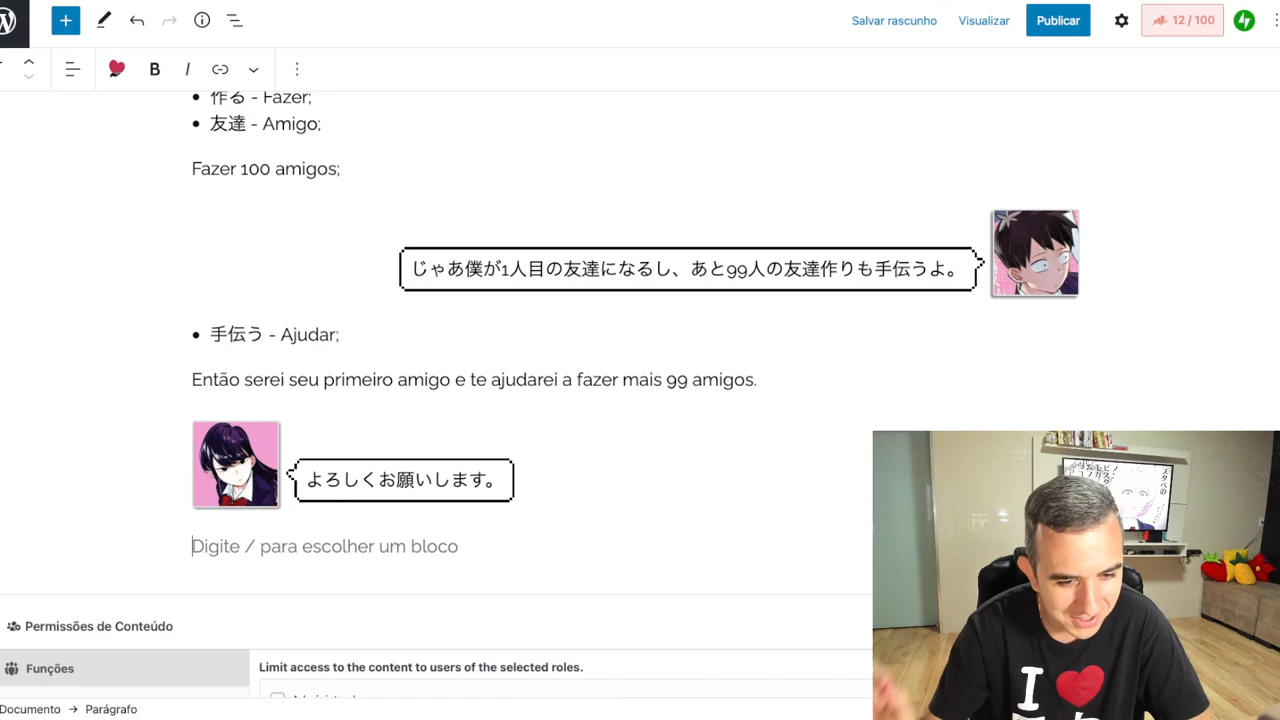 Salvar rascunho
Visualizar
Publicar
12 / 100
B
I
作る - Fazer;
友達 - Amigo;
Fazer 100 amigos;
じゃあ僕が1人目の友達になるし、あと99人の友達作りも手伝うよ。
手伝う - Ajudar;
Então serei seu primeiro amigo e te ajudarei a fazer mais 99 amigos.
よろしくお願いします。
Digite / para escolher um bloco
Permissões de Conteúdo
Funções
Limit access to the content to users of the selected roles.
Documento → Parágrafo
I